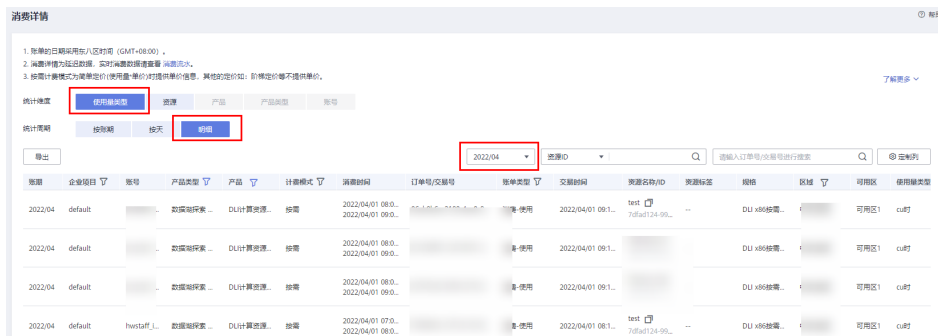 消费详情
帮
1. 账单的日期采用东八区时间（GMT+08:00）。
2. 消费详情为延迟数据，实时消费数据请查看 消费流水。
3. 按需计费模式为简单定价(使用量*单价)时提供单价信息，其他的定价如：阶梯定价等不提供单价。
了解更多
统计维度 使用量类型 资源 产品 产品类型 账号
统计周期 按账期 按天 明细
导出 2022/04 资源ID 请输入订单号/交易号进行搜索 定制列
账期 企业项目 账号 产品类型 产品 计费模式 消费时间 订单号/交易号 账单类型 交易时间 资源名称/ID 资源标签 规格 区域 可用区 使用量类型
2022/04 default 数据湖探索 ... DLI计算资源... 按需 2022/04/01 08:0... 2022/04/01 09:0... -使用 2022/04/01 09:1... test 7dfad124-99... -- DLI x86按需... 可用区1 cu时
2022/04 default 数据湖探索 ... DLI计算资源... 按需 2022/04/01 08:0... 2022/04/01 09:0... -使用 2022/04/01 09:1... DLI x86按需... 可用区1 cu时
2022/04 default 数据湖探索 ... DLI计算资源... 按需 2022/04/01 08:0... 2022/04/01 09:0... -使用 2022/04/01 09:1... DLI x86按需... 可用区1 cu时
2022/04 default hwstaff_i... 数据湖探索 ... DLI计算资源... 按需 2022/04/01 07:0... 2022/04/01 08:0... -使用 2022/04/01 08:1... test 7dfad124-99... -- DLI x86按需... 可用区1 cu时